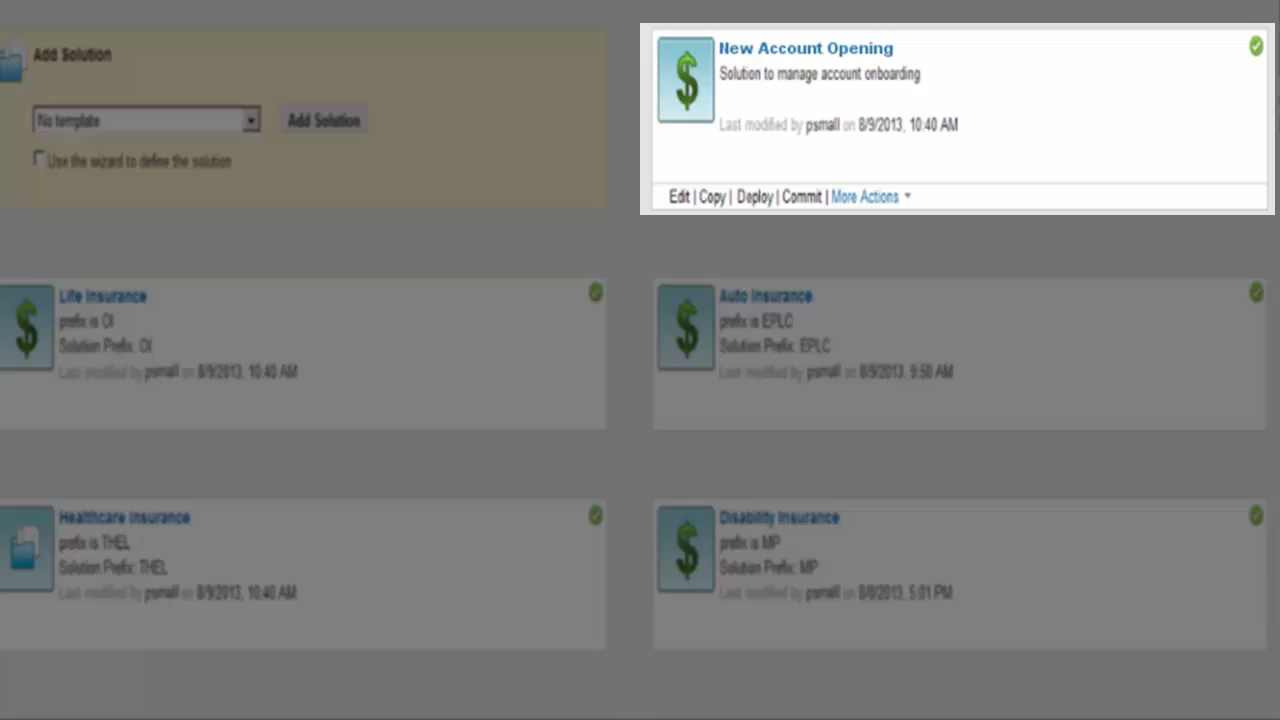 Add Solution
No template
Add Solution
Use the wizard to define the solution
New Account Opening
Solution to manage account onboarding
Last modified by psmall on 8/9/2013, 10:40 AM
Edit | Copy | Deploy | Commit | More Actions
Life Insurance
prefix is OI
Solution Prefix: OI
Last modified by psmall on 8/9/2013, 10:40 AM
Auto Insurance
prefix is EPLC
Solution Prefix: EPLC
Last modified by psmall on 8/9/2013, 9:50 AM
Healthcare Insurance
prefix is THEL
Solution Prefix: THEL
Last modified by psmall on 8/9/2013, 10:40 AM
Disability Insurance
prefix is MP
Solution Prefix: MP
Last modified by psmall on 8/8/2013, 5:01 PM